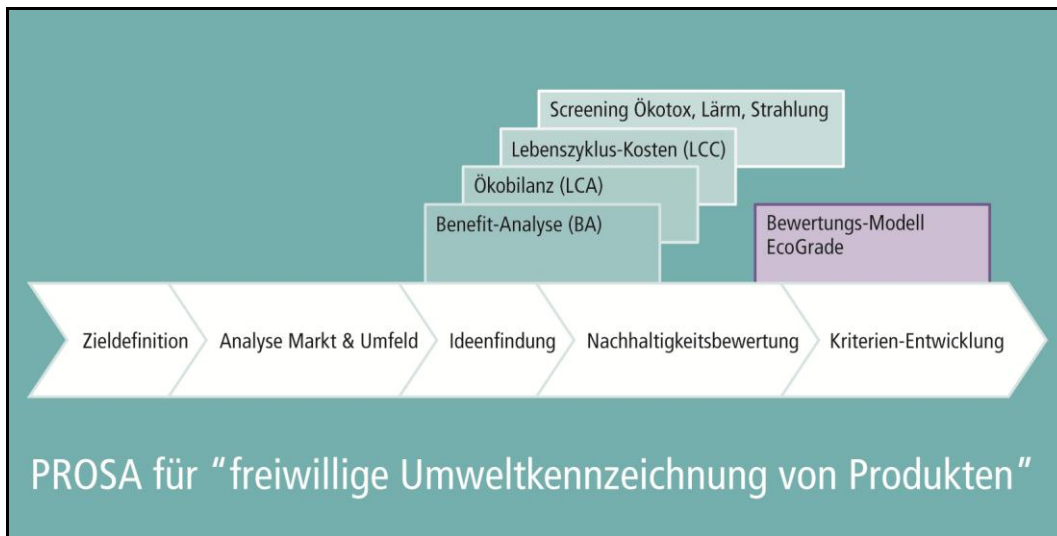 Screening Ökotox, Lärm, Strahlung
Lebenszyklus-Kosten (LCC)
Ökobilanz (LCA)
Benefit-Analyse (BA)
Bewertungs-Modell
EcoGrade
Zieldefinition
Analyse Markt & Umfeld
Ideenfindung
Nachhaltigkeitsbewertung
Kriterien-Entwicklung
PROSA für “freiwillige Umweltkennzeichnung von Produkten”